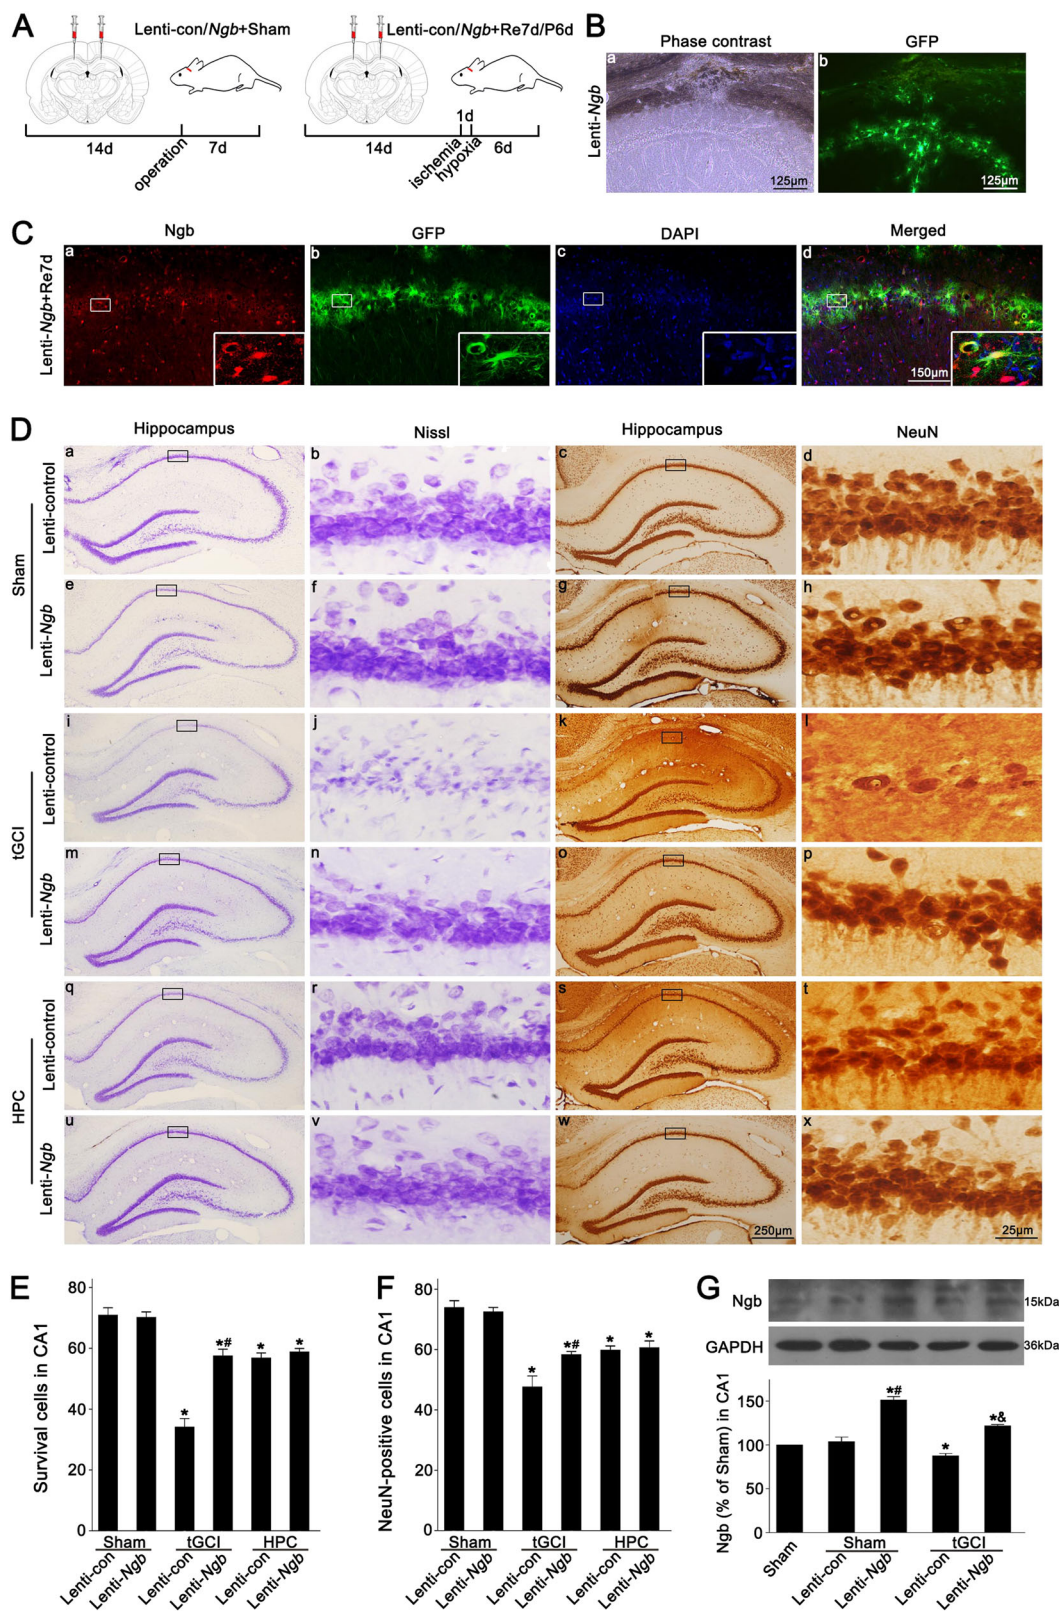 A
Lenti-con/Ngb+Sham
Lenti-con/Ngb+Re7d/P6d
14d
operation
7d
14d
1d
ischemia
hypoxia
6d
B
Phase contrast
GFP
Lenti-Ngb
a
125μm
b
125μm
C
Ngb
GFP
DAPI
Merged
Lenti-Ngb+Re7d
a
b
c
d
150μm
D
Hippocampus
Nissl
Hippocampus
NeuN
Sham
Lenti-control
a
b
c
d
Lenti-Ngb
e
f
g
h
tGCI
Lenti-control
i
j
k
l
Lenti-Ngb
m
n
o
p
HPC
Lenti-control
q
r
s
t
Lenti-Ngb
u
v
w
250μm
x
25μm
E
Survival cells in CA1
80
60
40
20
0
*
*#
*
*
Sham
tGCI
HPC
Lenti-con
Lenti-Ngb
Lenti-con
Lenti-Ngb
Lenti-con
Lenti-Ngb
F
NeuN-positive cells in CA1
80
60
40
20
0
*
*#
*
*
Sham
tGCI
HPC
Lenti-con
Lenti-Ngb
Lenti-con
Lenti-Ngb
Lenti-con
Lenti-Ngb
G
Ngb
15kDa
GAPDH
36kDa
Ngb (% of Sham) in CA1
150
100
50
0
*#
*
*&
Sham
Sham
tGCI
Lenti-con
Lenti-Ngb
Lenti-con
Lenti-Ngb